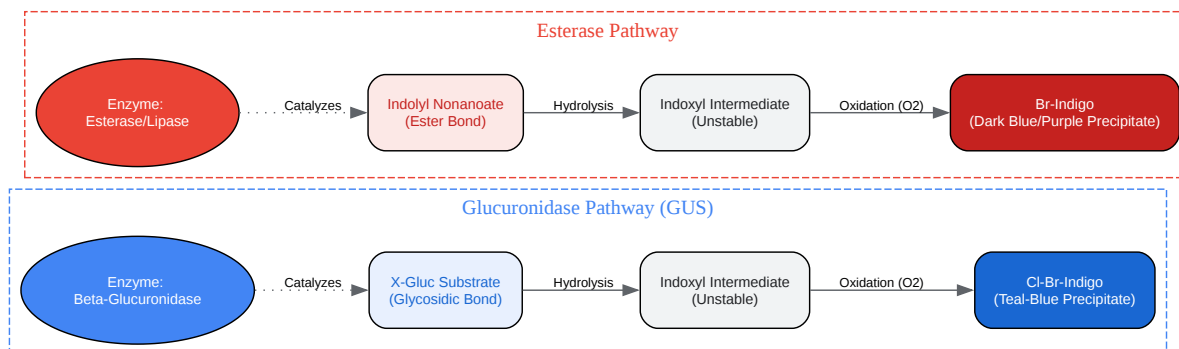 Esterase Pathway
Enzyme:
Esterase/Lipase
Catalyzes
Indolyl Nonanoate
(Ester Bond)
Hydrolysis
Indoxyl Intermediate
(Unstable)
Oxidation (O2)
Br-Indigo
(Dark Blue/Purple Precipitate)
Glucuronidase Pathway (GUS)
Enzyme:
Beta-Glucuronidase
Catalyzes
X-Gluc Substrate
(Glycosidic Bond)
Hydrolysis
Indoxyl Intermediate
(Unstable)
Oxidation (O2)
Cl-Br-Indigo
(Teal-Blue Precipitate)